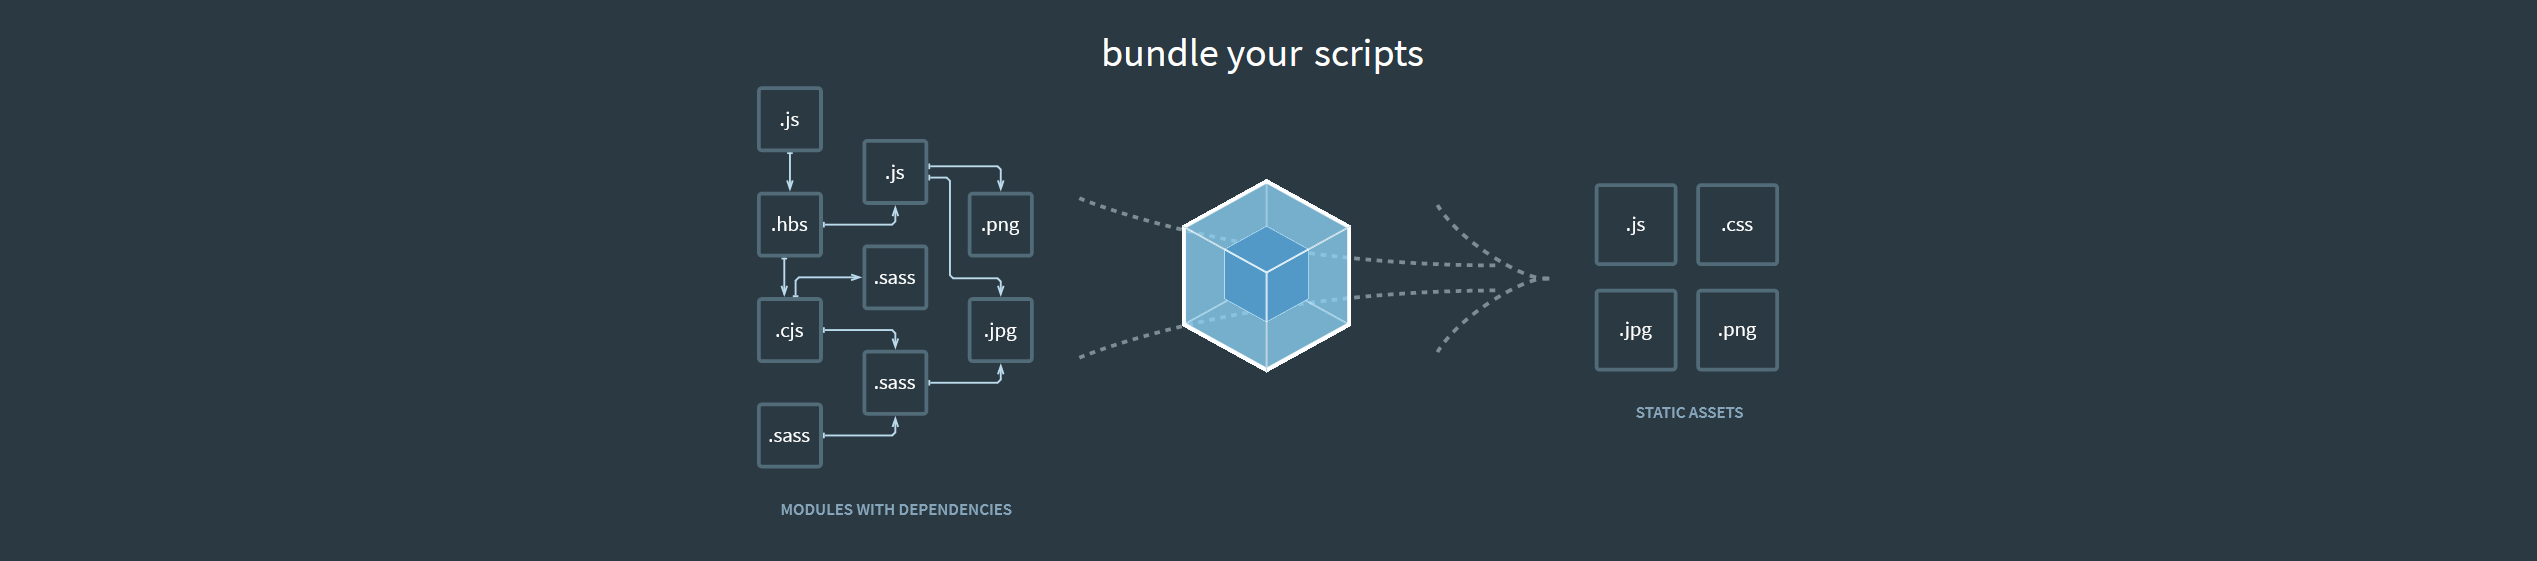 bundle your scripts
.js
.js
.hbs
.png
.sass
.cjs
.jpg
.sass
.sass
MODULES WITH DEPENDENCIES
.js
.css
.jpg
.png
STATIC ASSETS